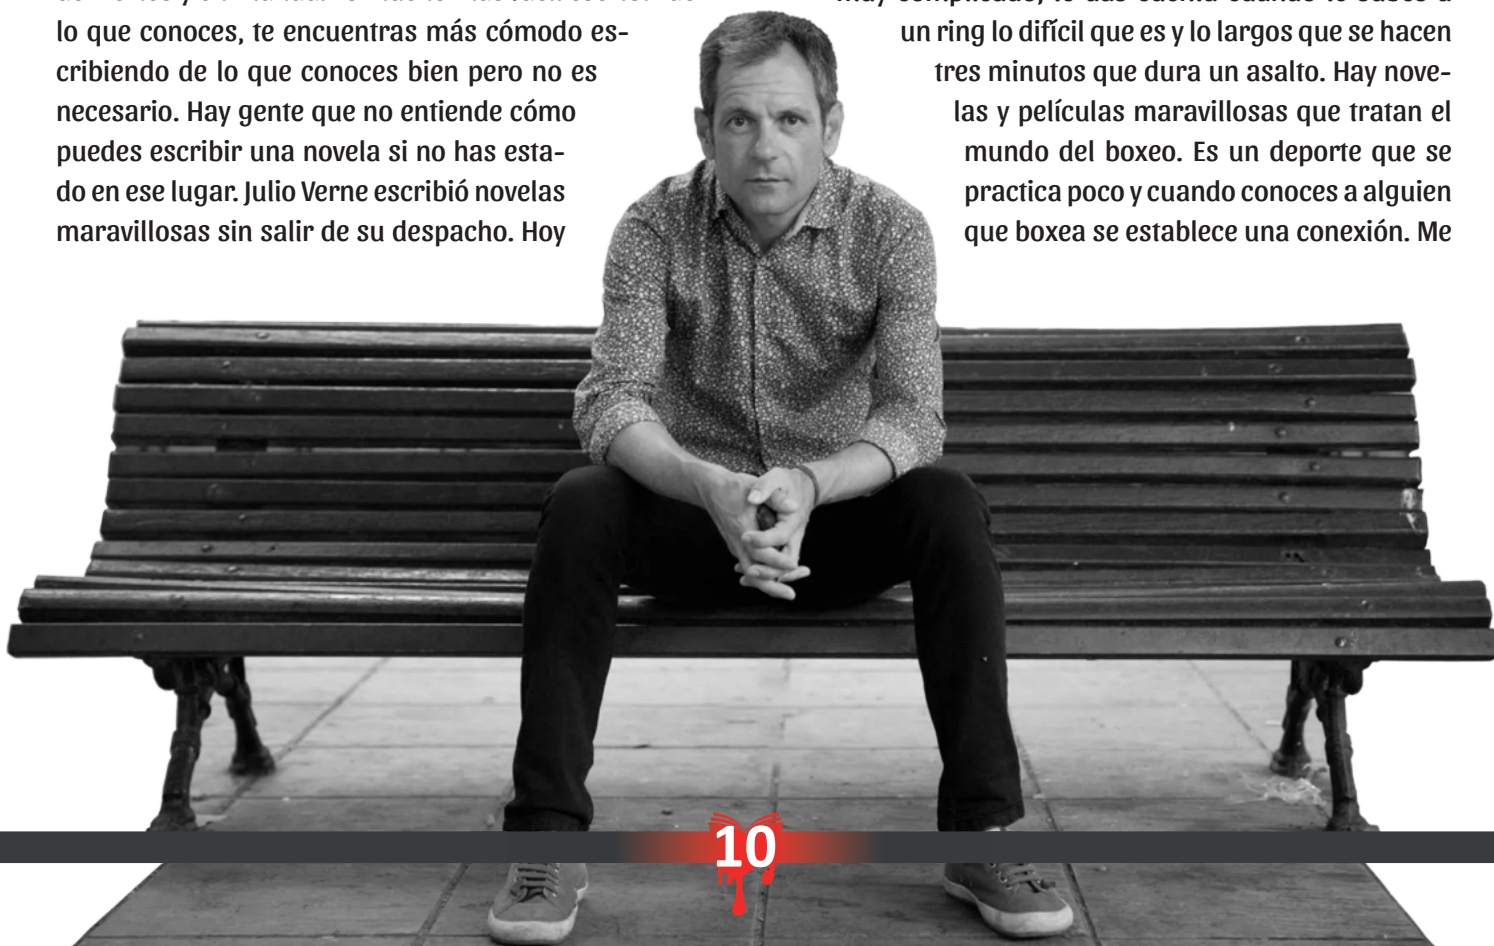 lo que conoces, te encuentras más cómodo es-
cribiendo de lo que conoces bien pero no es
necesario. Hay gente que no entiende cómo
puedes escribir una novela si no has esta-
do en ese lugar. Julio Verne escribió novelas
maravillosas sin salir de su despacho. Hoy
un ring lo difícil que es y lo largos que se hacen
tres minutos que dura un asalto. Hay nove-
las y películas maravillosas que tratan el
mundo del boxeo. Es un deporte que se
practica poco y cuando conoces a alguien
que boxea se establece una conexión. Me
10